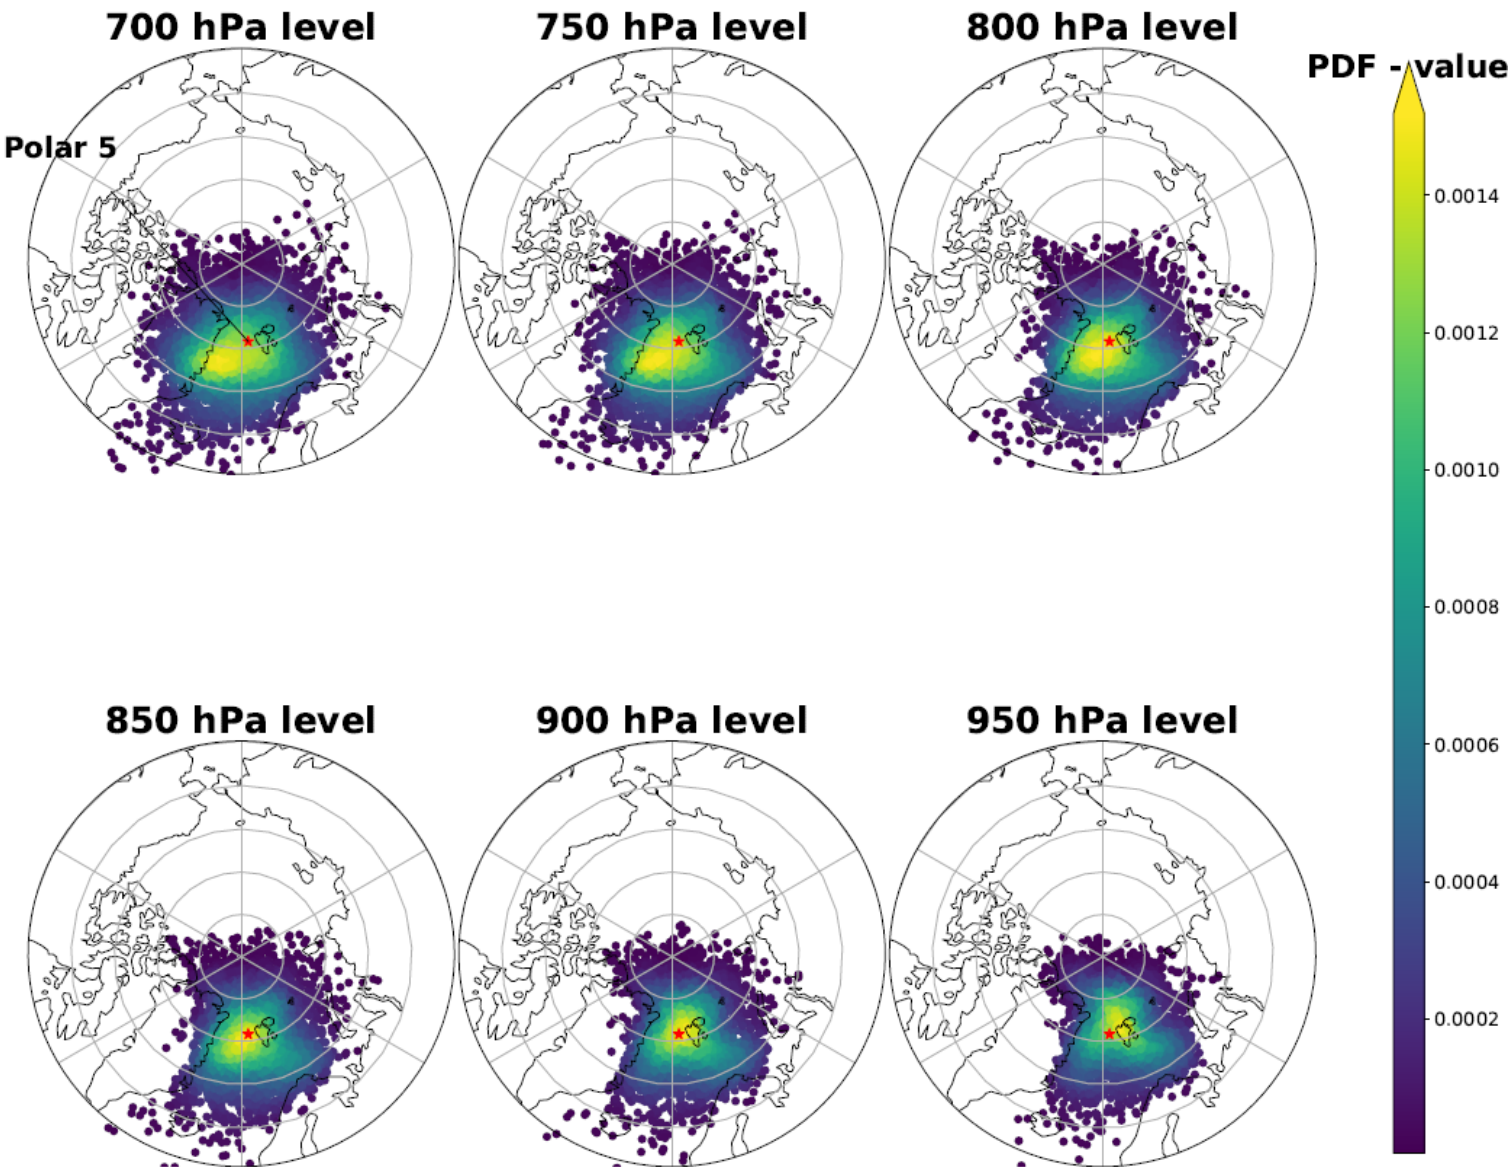 700 hPa level
750 hPa level
800 hPa level
PDF - value
Polar 5
0.0014
0.0012
0.0010
0.0008
0.0006
0.0004
0.0002
850 hPa level
900 hPa level
950 hPa level